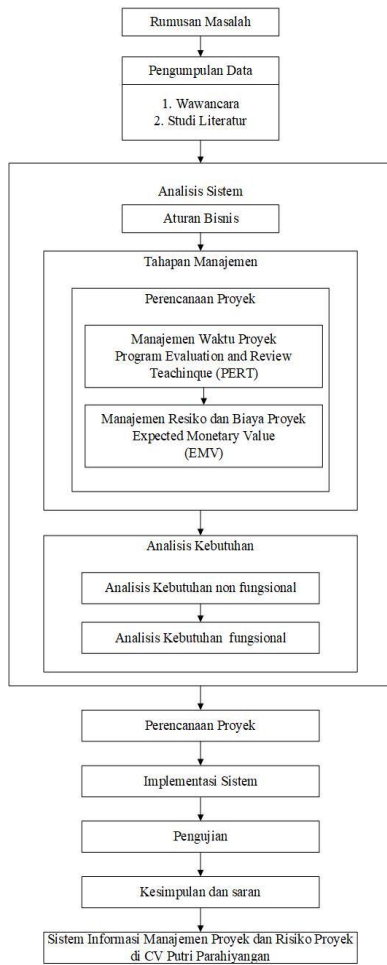 Rumusan Masalah
Pengumpulan Data
1. Wawancara
2. Studi Literatur
Analisis Sistem
Aturan Bisnis
Tahapan Manajemen
Perencanaan Proyek
Manajemen Waktu Proyek
Program Evaluation and Review
Teachinque (PERT)
Manajemen Resiko dan Biaya Proyek
Expected Monetary Value
(EMV)
Analisis Kebutuhan
Analisis Kebutuhan non fungsional
Analisis Kebutuhan fungsional
Perencanaan Proyek
Implementasi Sistem
Pengujian
Kesimpulan dan saran
Sistem Informasi Manajemen Proyek dan Risiko Proyek
di CV Putri Parahiyangan